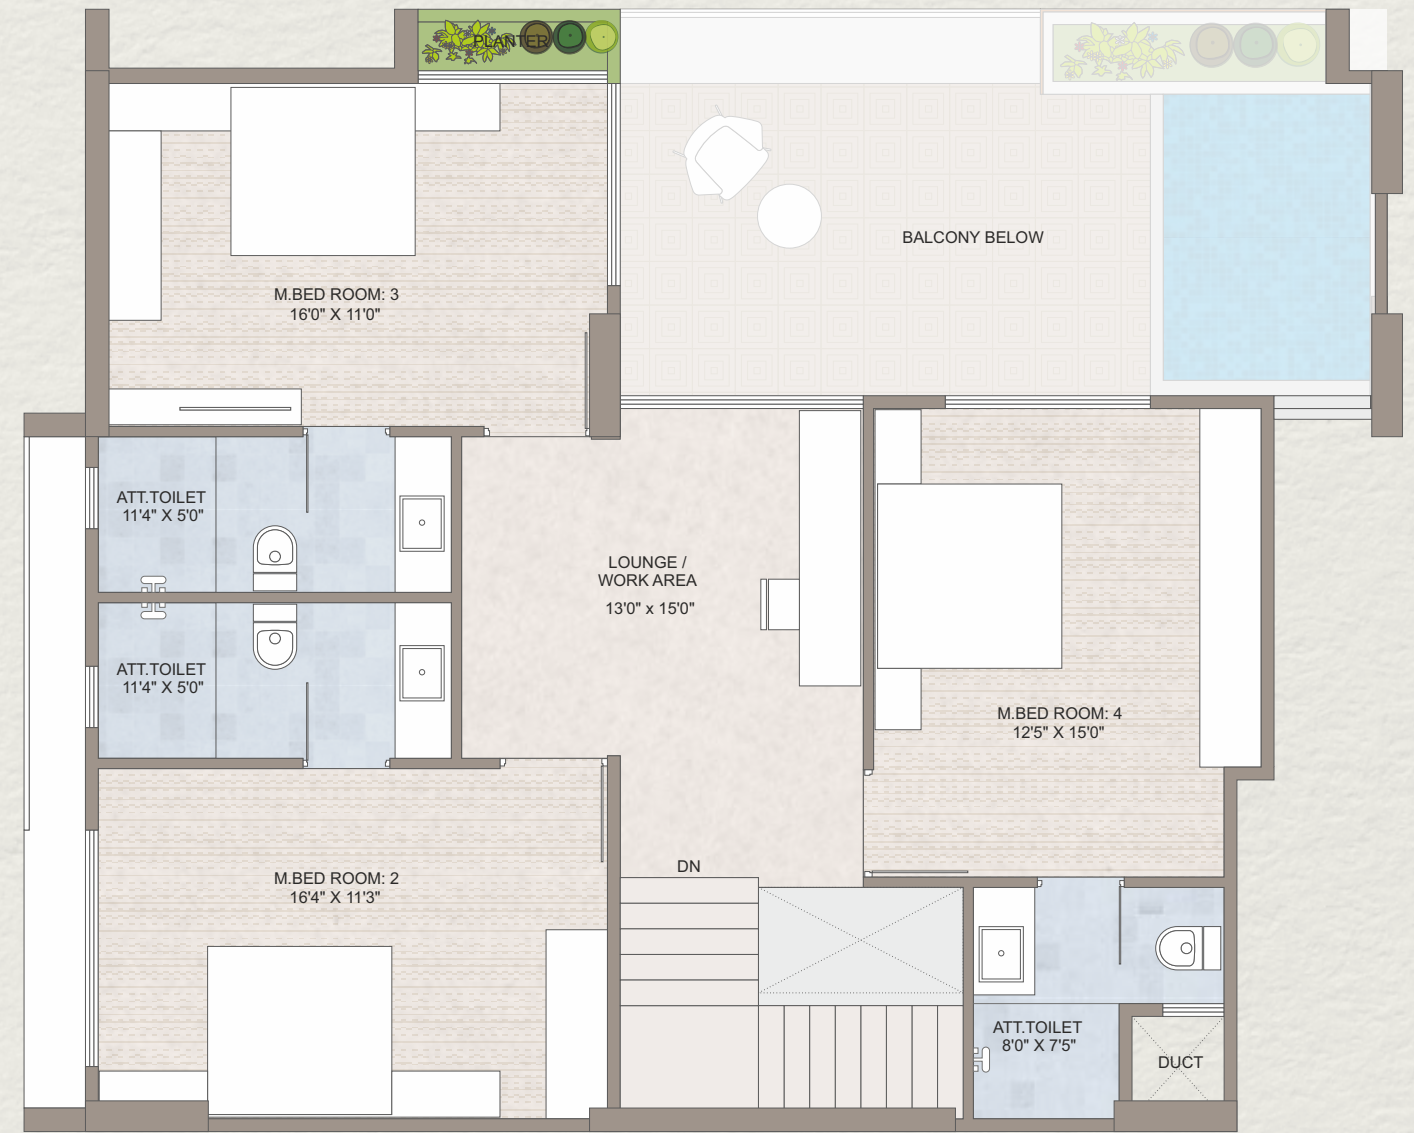 PLANTER
BALCONY BELOW
M.BED ROOM: 3
16'0" X 11'0"
ATT.TOILET
11'4" X 5'0"
LOUNGE /
WORK AREA
13'0" x 15'0"
ATT.TOILET
11'4" X 5'0"
M.BED ROOM: 4
12'5" X 15'0"
DN
M.BED ROOM: 2
16'4" X 11'3"
ATT.TOILET
8'0" X 7'5"
DUCT